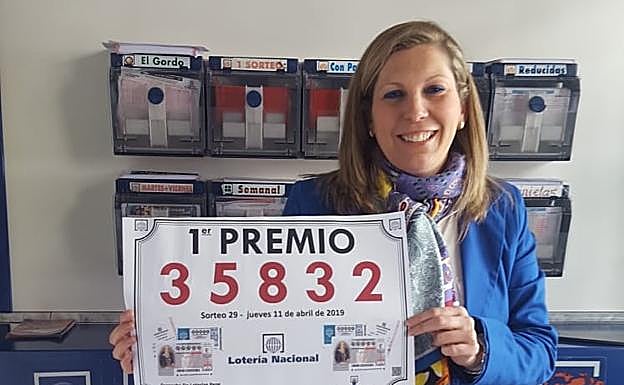 El Gordo
1 SORTEO
Con Pa
Reducidas
MARTES+VIERNES
Semanal
1er PREMIO
35832
Sorteo 29 - jueves 11 de abril de 2019
Lotería Nacional